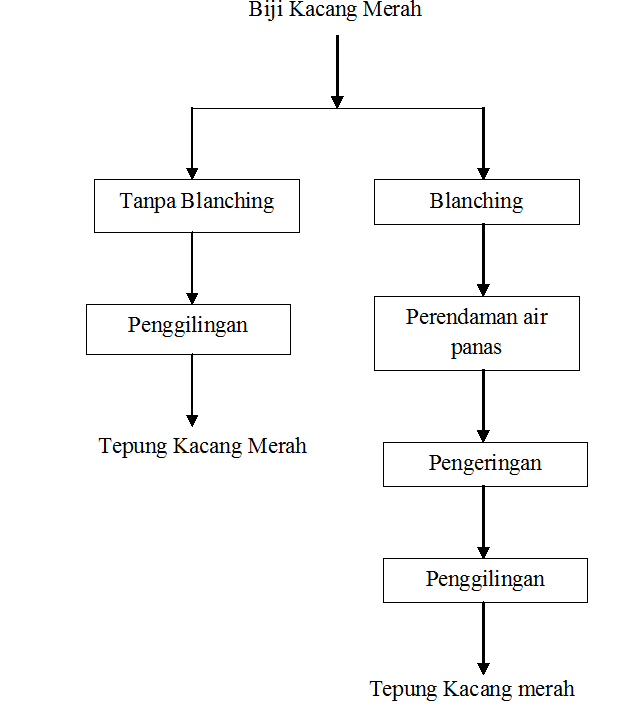 Biji Kacang Merah
Tanpa Blanching
Blanching
Penggilingan
Perendaman air
panas
Tepung Kacang Merah
Pengeringan
Penggilingan
Tepung Kacang merah